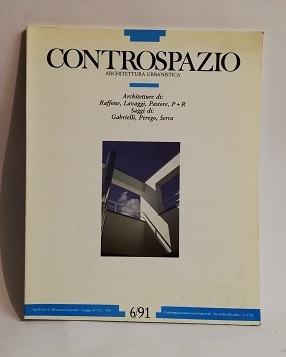 CONTROSPAZIO
ARCHITETTURA URBANISTICA
Architetture di:
Raffone, Lavaggi, Pastore, P+R
Saggi di:
Gabrielli, Perego, Serra
6/91